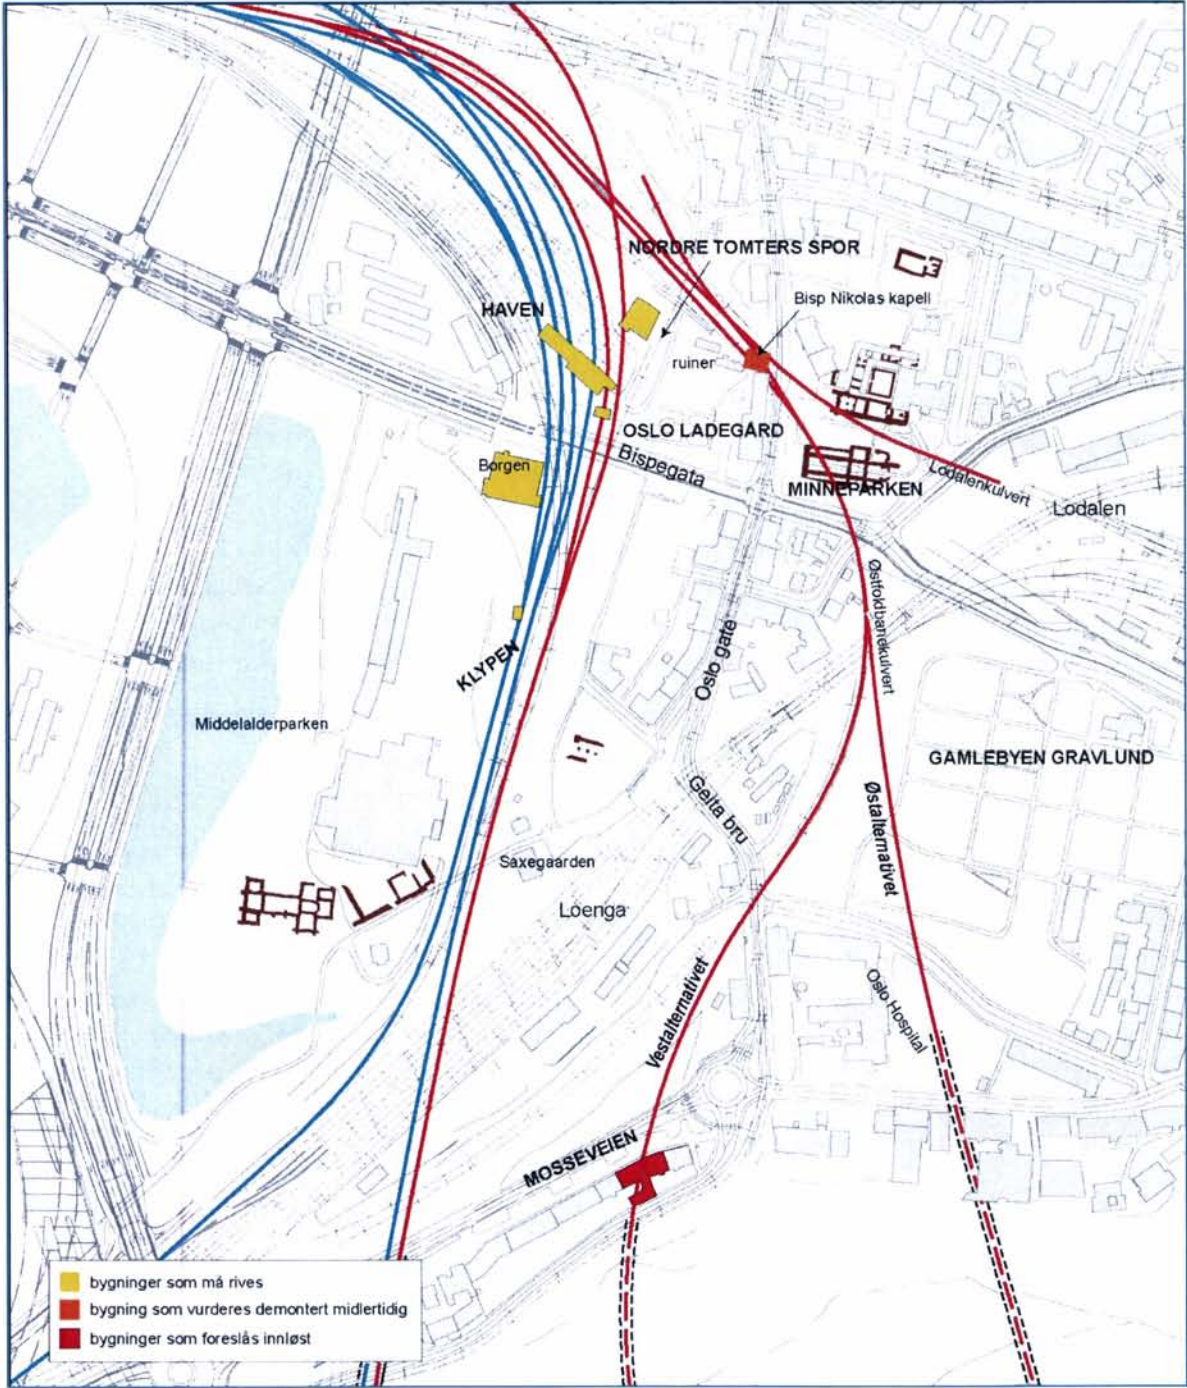 NORDRE TOMTERS SPOR
Bisp Nikolas kapell
HAVEN
ruiner
OSLO LADEGÅRD
Bispegata
Borgen
MINNEPARKEN
Lodalenkulvert
Lodalen
Østfoldbanekulvert
Oslo gate
KLYPEN
Middelalderparken
GAMLEBYEN GRAVLUND
Geita bru
Østalternativet
Saxegaarden
Loenga
Vestalternativet
Oslo Hospital
MOSSEVEIEN
bygninger som må rives
bygning som vurderes demontert midlertidig
bygninger som foreslås innløst